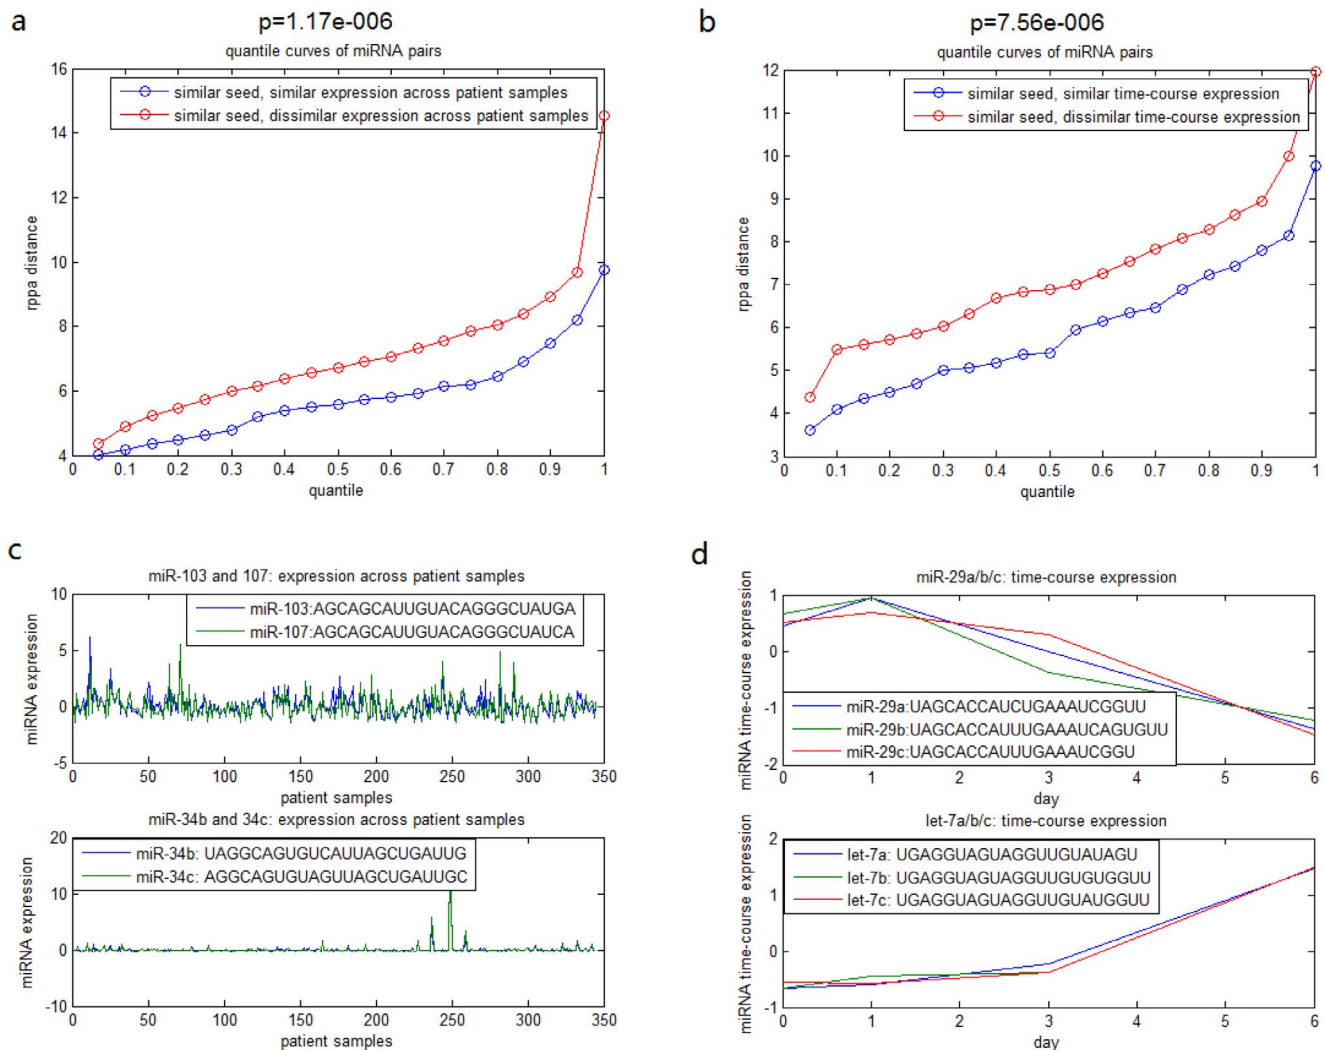 a
p=1.17e-006
quantile curves of miRNA pairs
16
14
12
10
8
6
4
rppa distance
similar seed, similar expression across patient samples
similar seed, dissimilar expression across patient samples
0 0.1 0.2 0.3 0.4 0.5 0.6 0.7 0.8 0.9 1
quantile
b
p=7.56e-006
quantile curves of miRNA pairs
12
11
10
9
8
7
6
5
4
3
rppa distance
similar seed, similar time-course expression
similar seed, dissimilar time-course expression
0 0.1 0.2 0.3 0.4 0.5 0.6 0.7 0.8 0.9 1
quantile
c
miR-103 and 107: expression across patient samples
10
5
0
-5
miRNA expression
miR-103:AGCAGCAUUGUACAGGGCUAUGA
miR-107:AGCAGCAUUGUACAGGGCUAUCA
0 50 100 150 200 250 300 350
patient samples
miR-34b and 34c: expression across patient samples
20
10
0
-10
miRNA expression
miR-34b: UAGGCAGUGUCAUUAGCUGAUUG
miR-34c: AGGCAGUGUAGUUAGCUGAUUGC
0 50 100 150 200 250 300 350
patient samples
d
miR-29a/b/c: time-course expression
1
0
-1
-2
miRNA time-course expression
miR-29a:UAGCACCAUCUGAAAUCGGUU
miR-29b:UAGCACCAUUUGAAAUCAGUGUU
miR-29c:UAGCACCAUUUGAAAUCGGU
0 1 2 3 4 5 6
day
let-7a/b/c: time-course expression
2
1
0
-1
miRNA time-course expression
let-7a: UGAGGUAGUAGGUUGUAUAGU
let-7b: UGAGGUAGUAGGUUGUGUGGUU
let-7c: UGAGGUAGUAGGUUGUAUGGUU
0 1 2 3 4 5 6
day